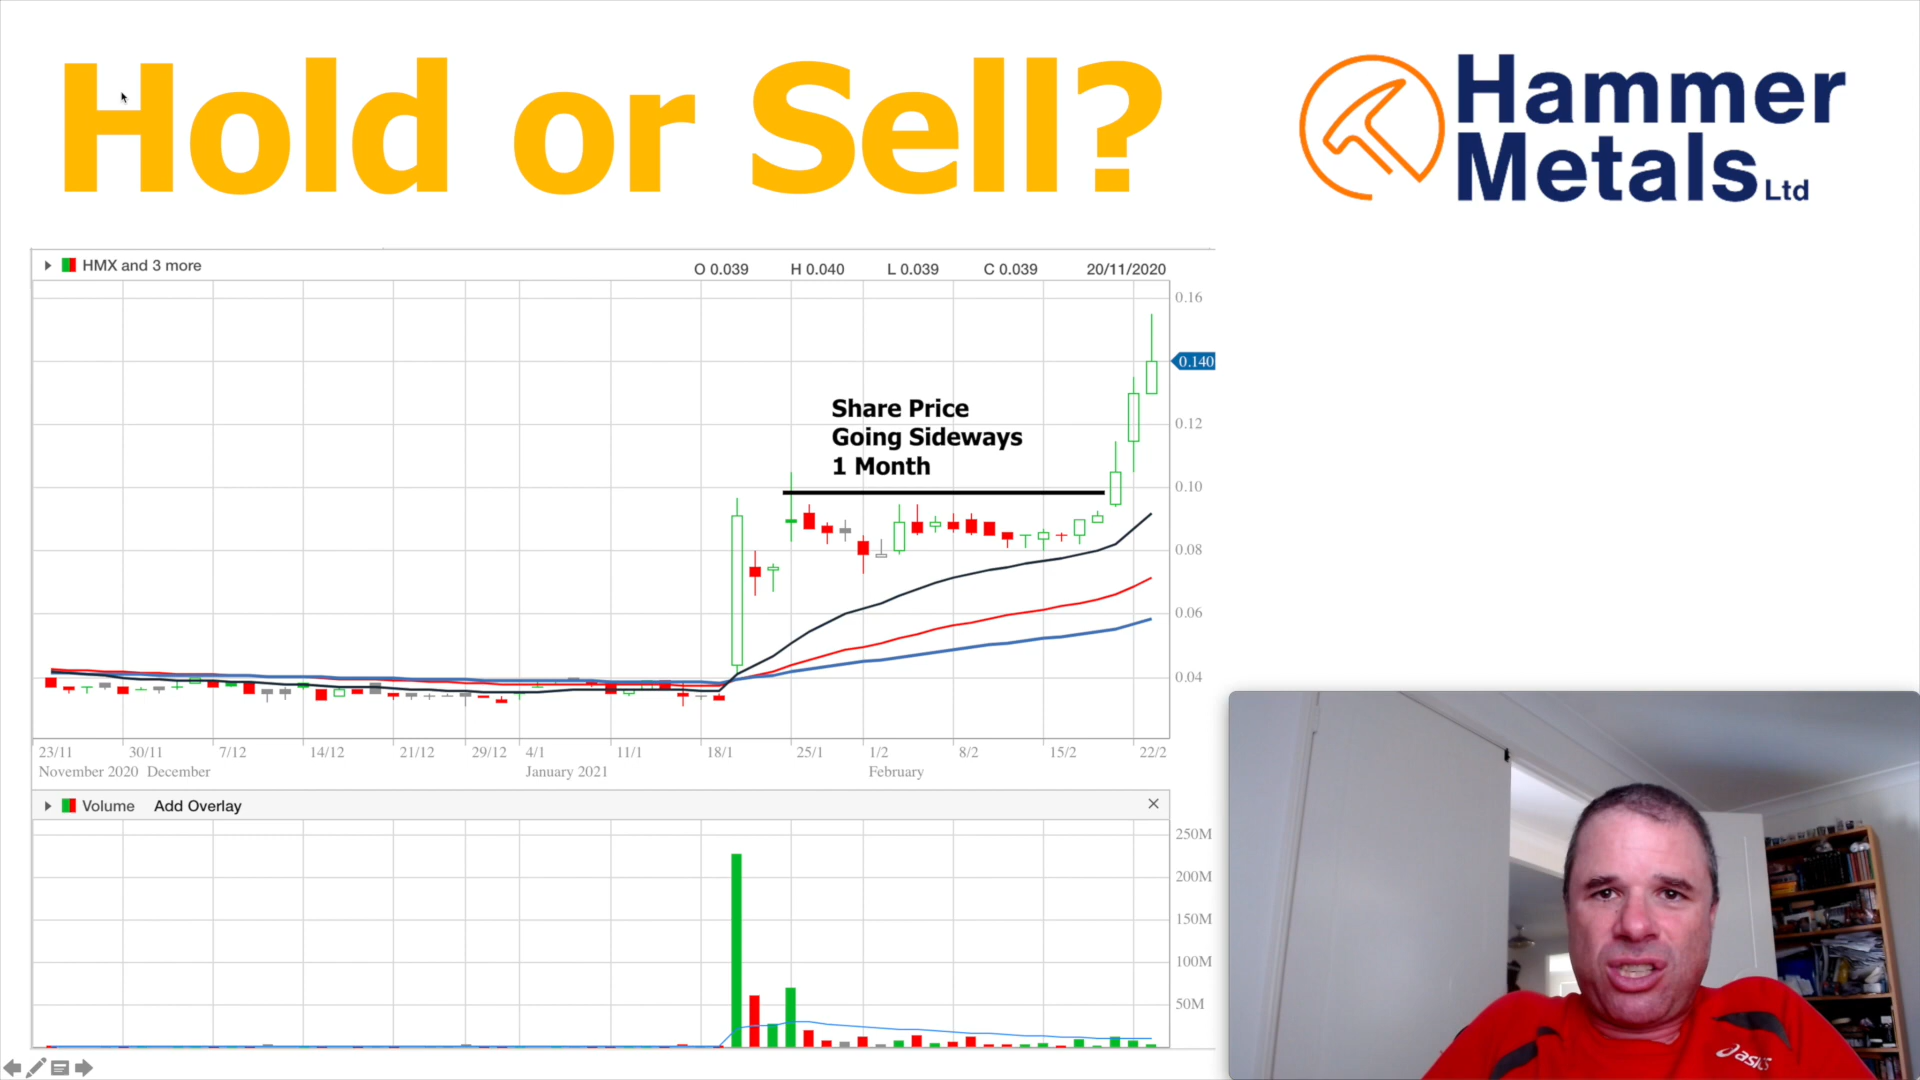 Hold or Sell?
Hammer
Metals Ltd
HMX and 3 more
O 0.039 H 0.040 L 0.039 C 0.039 20/11/2020
0.16
0.140
Share Price
Going Sideways
1 Month
0.12
0.10
0.08
0.06
0.04
23/11 30/11 7/12 14/12 21/12 29/12 4/1 11/1 18/1 25/1 1/2 8/2 15/2 22/2
November 2020 December January 2021 February
Volume Add Overlay
250M
200M
150M
100M
50M
asics